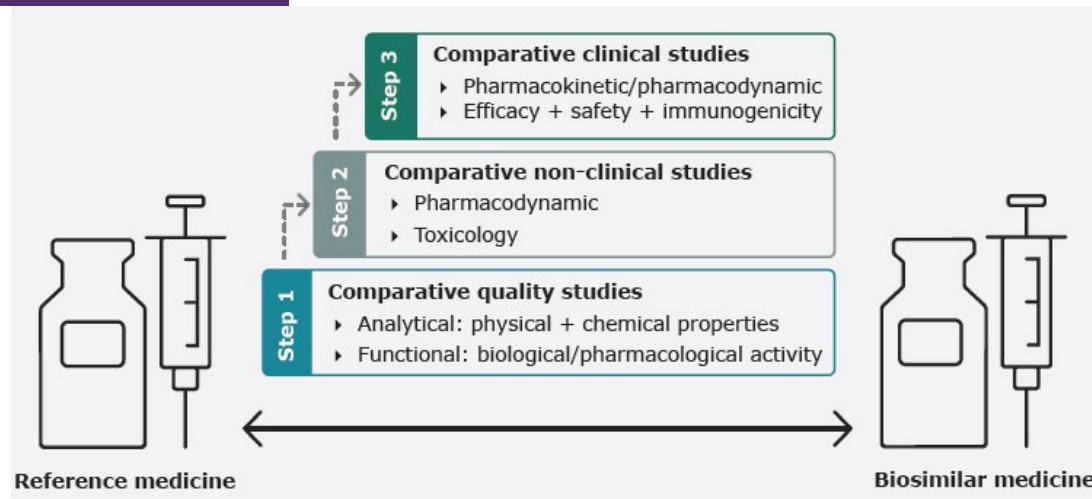 Step 3
Comparative clinical studies
‣ Pharmacokinetic/pharmacodynamic
‣ Efficacy + safety + immunogenicity
Step 2
Comparative non-clinical studies
‣ Pharmacodynamic
‣ Toxicology
Step 1
Comparative quality studies
‣ Analytical: physical + chemical properties
‣ Functional: biological/pharmacological activity
Reference medicine
Biosimilar medicine